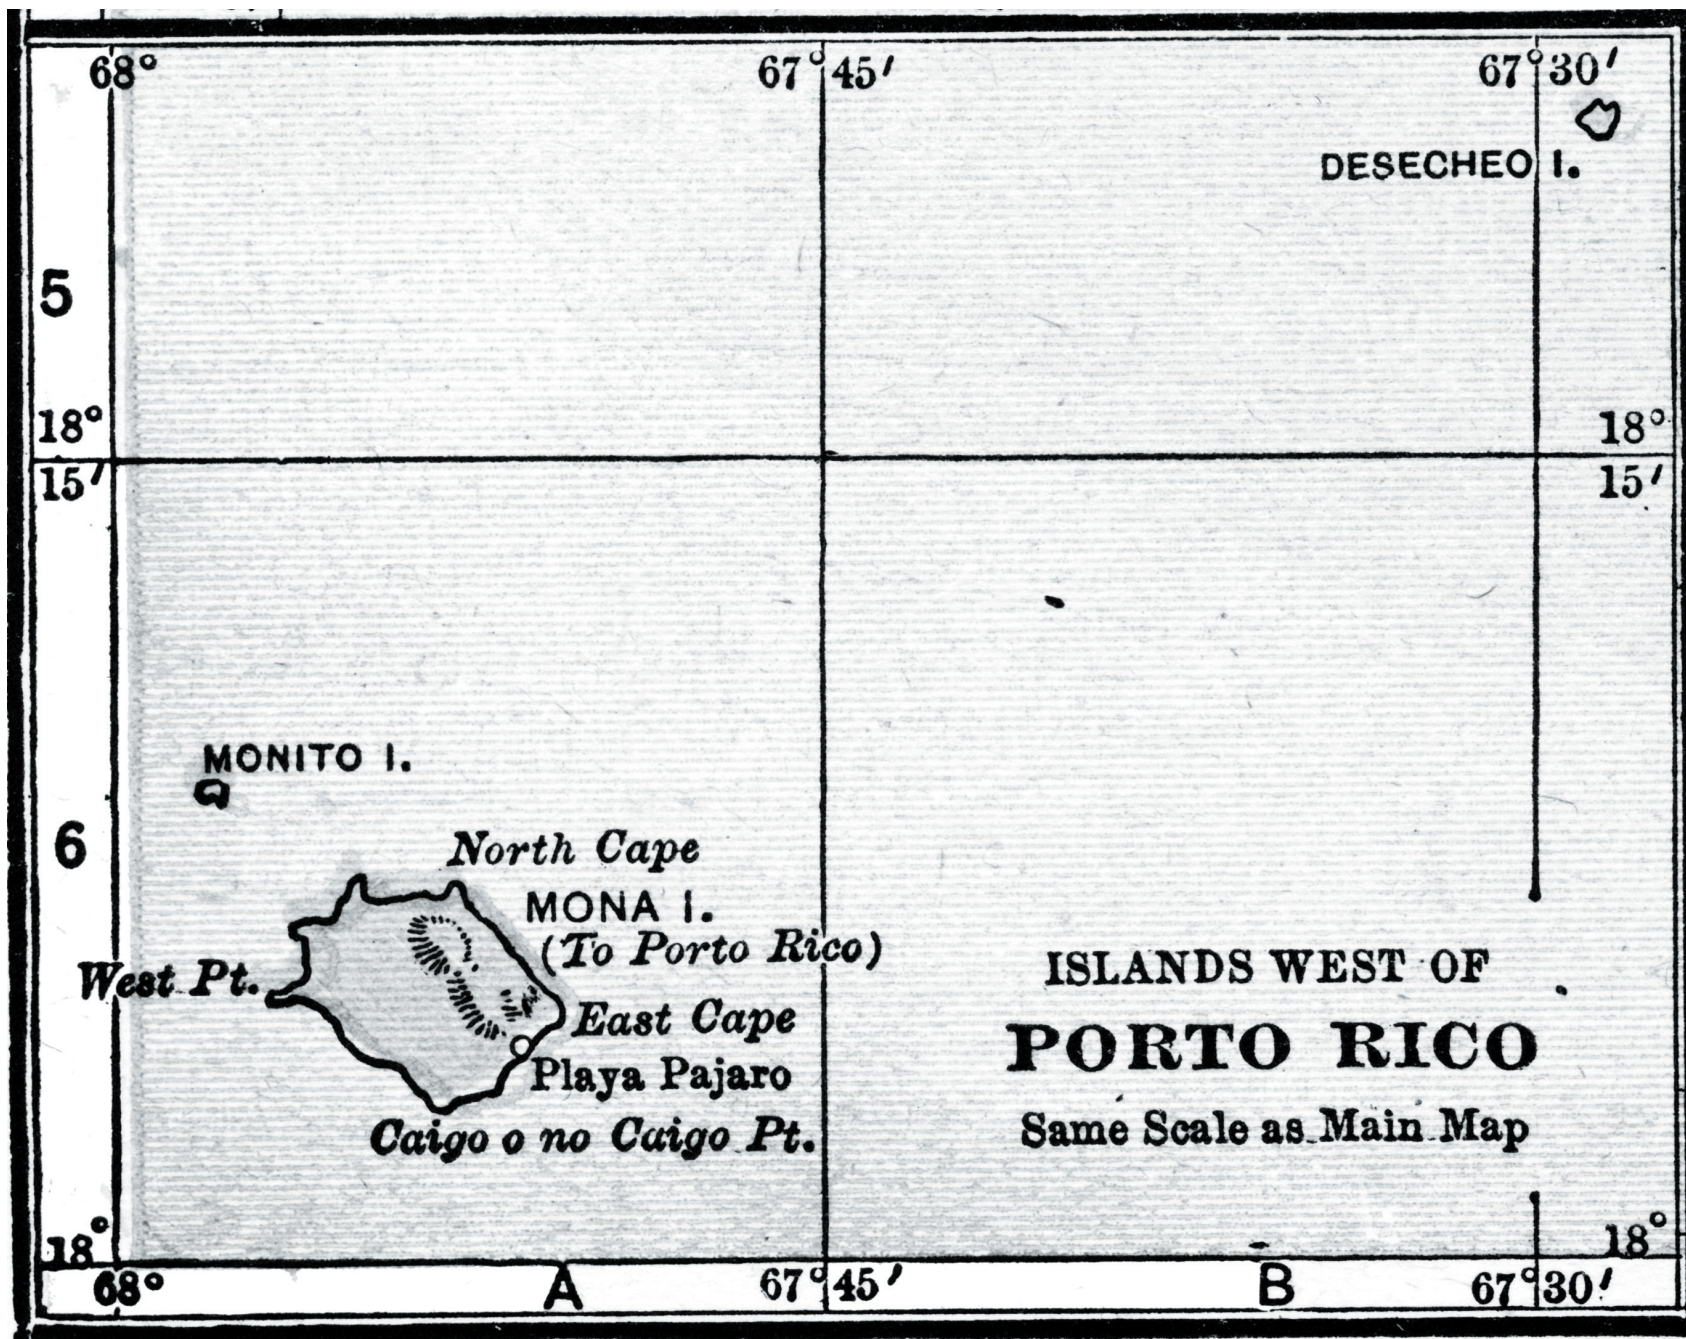 68°
67°45′
67°30′
DESECHEO I.
5
18°
18°
15′
15′
MONITO I.
6
North Cape
MONA I.
(To Porto Rico)
West Pt.
East Cape
Playa Pajaro
Caigo o no Caigo Pt.
ISLANDS WEST OF
PORTO RICO
Same Scale as Main Map
18°
18°
68°
A
67°45′
B
67°30′